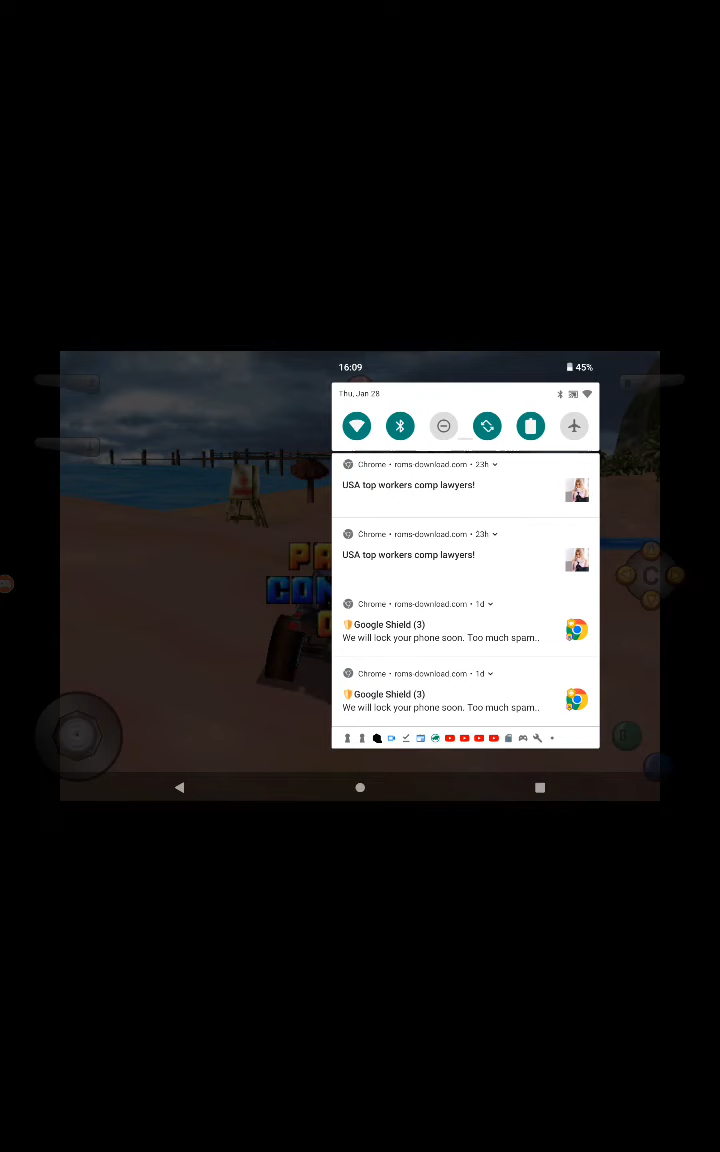 16:09
45%
Thu, Jan 28
Chrome • roms-download.com • 23h
USA top workers comp lawyers!
Chrome • roms-download.com • 23h
USA top workers comp lawyers!
Chrome • roms-download.com • 1d
Google Shield (3)
We will lock your phone soon. Too much spam..
Chrome • roms-download.com • 1d
Google Shield (3)
We will lock your phone soon. Too much spam..
C